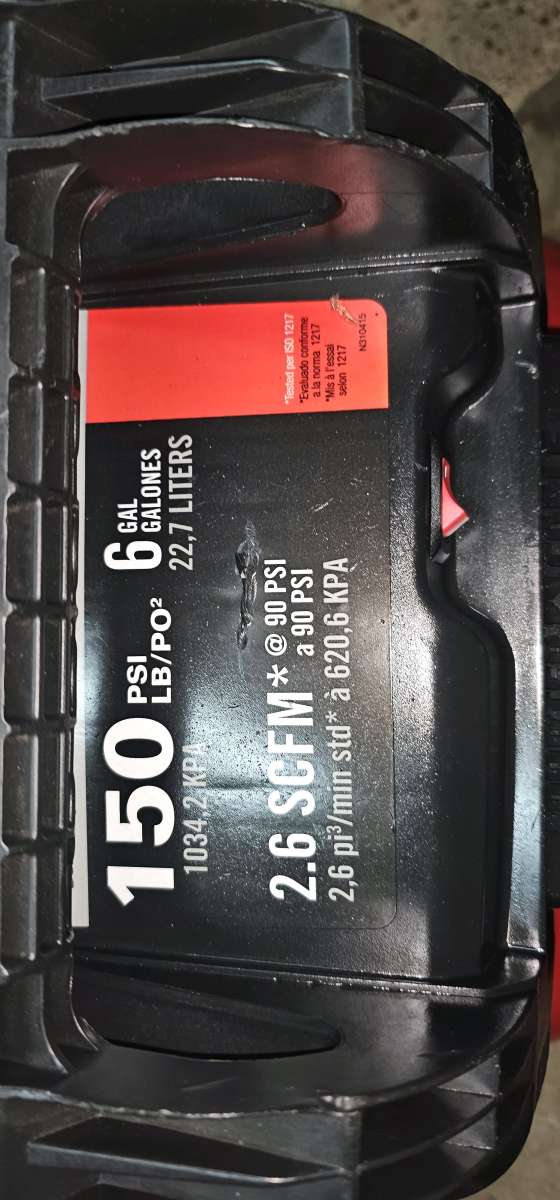 150 PSI
LB/PO²
1034.2 KPA
6 GAL
GALONES
22,7 LITERS
2.6 SCFM* @ 90 PSI
a 90 PSI
2,6 pi³/min std* à 620,6 KPA
*Tested per ISO 1217
*Evaluado conforme
a la norma 1217
*Mis à l'essai
selon 1217
N310415